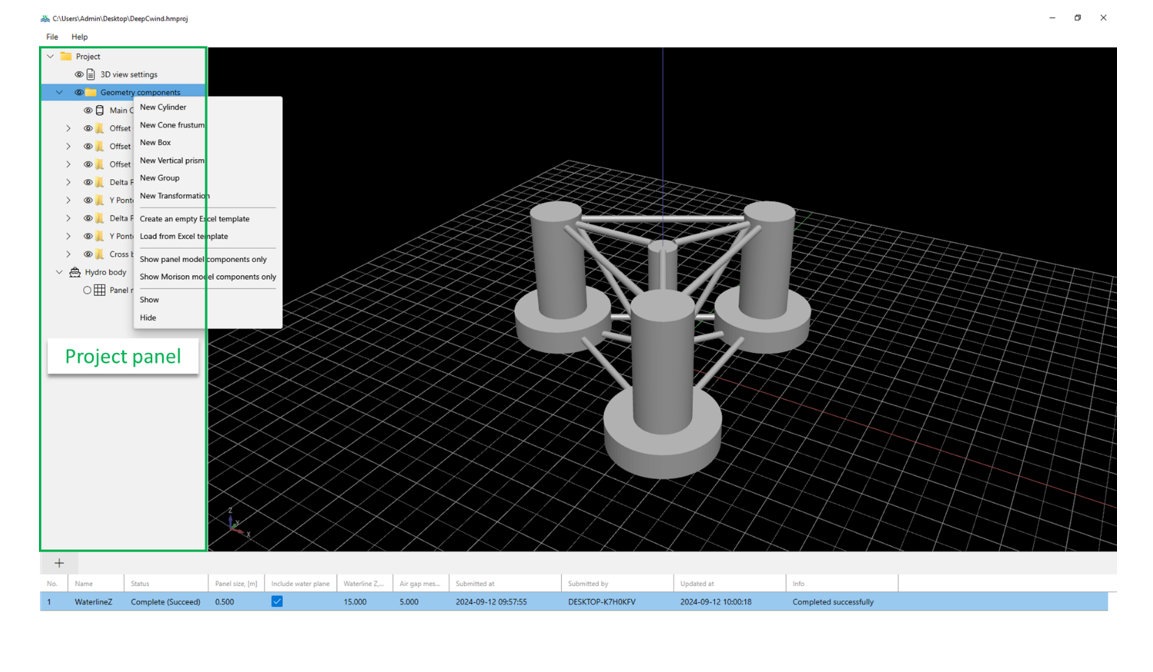 C:\Users\Admin\Desktop\DeepCwind.hmproj
File Help
Project
3D view settings
Geometry components
Main C
Offset
Offset
Offset
Delta P
Y Ponto
Delta P
Y Ponto
Cross b
Hydro body
Panel
New Cylinder
New Cone frustum
New Box
New Vertical prism
New Group
New Transformation
Create an empty Excel template
Load from Excel template
Show panel model components only
Show Morison model components only
Show
Hide
Project panel
Z
Y
X
+
No. Name Status Panel size, [m] Include water plane Waterline Z,... Air gap mes... Submitted at Submitted by Updated at Info
1 WaterlineZ Complete (Succeed) 0.500 15.000 5.000 2024-09-12 09:57:55 DESKTOP-K7H0KFV 2024-09-12 10:00:18 Completed successfully